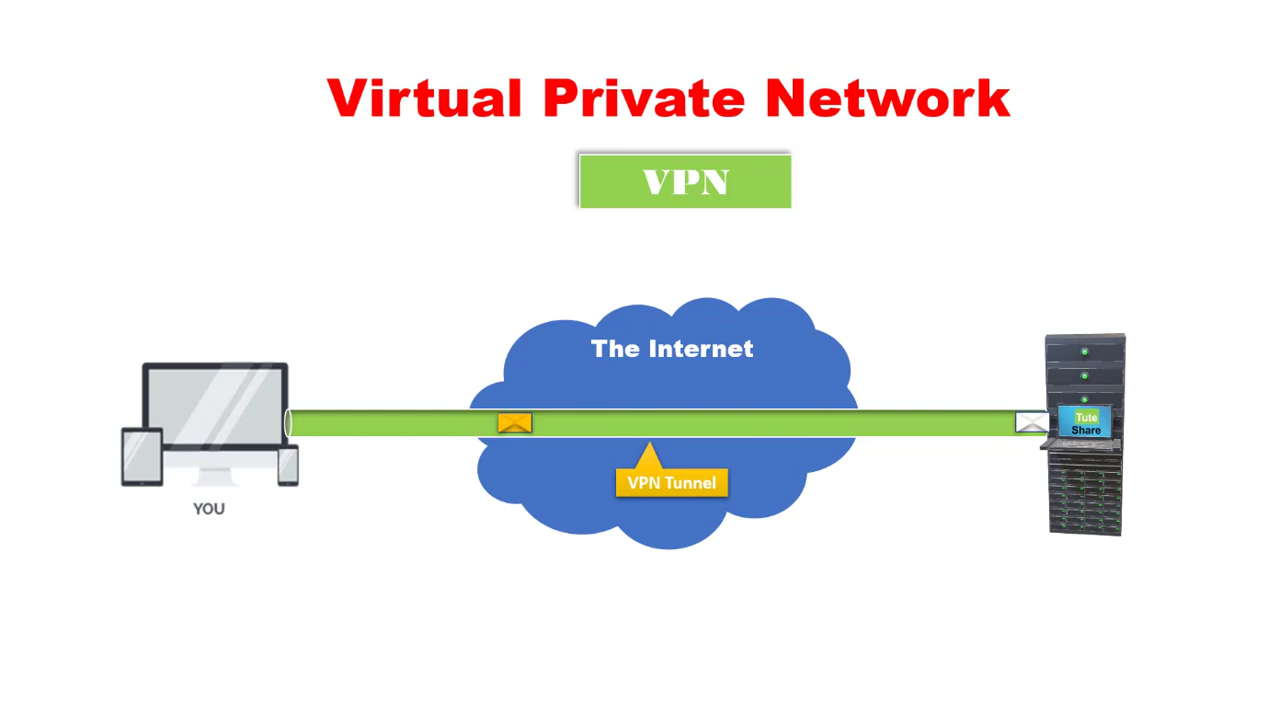 Virtual Private Network
VPN
The Internet
Tute
Share
VPN Tunnel
YOU